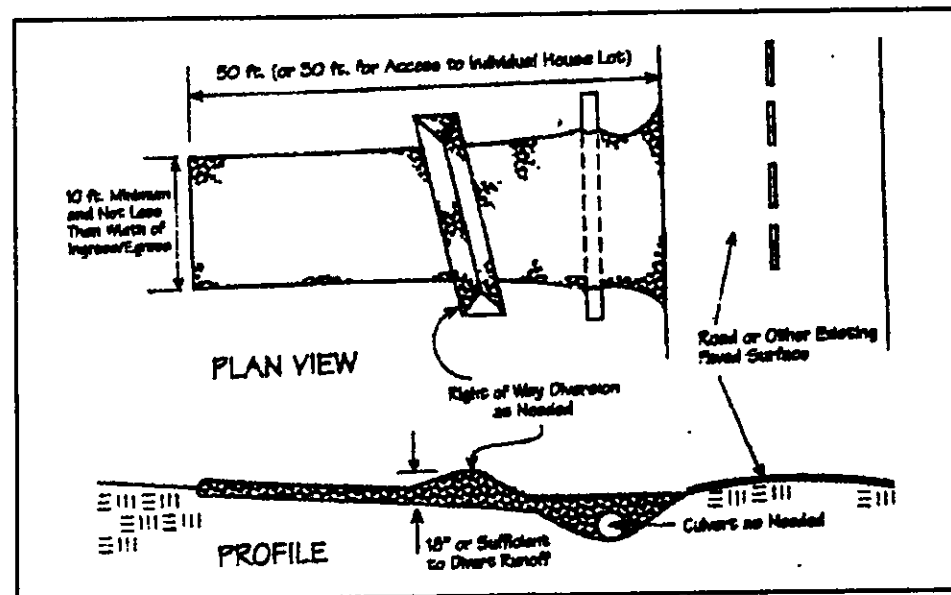 50 ft. (or 30 ft. for Access to Individual House Lot)
10 ft. Minimum
and Not Less
Than Width of
Ingress/Egress
PLAN VIEW
Right of Way Diversion
as Needed
Road or Other Existing
Paved Surface
Culvert as Needed
18" or Sufficient
to Divert Runoff
PROFILE